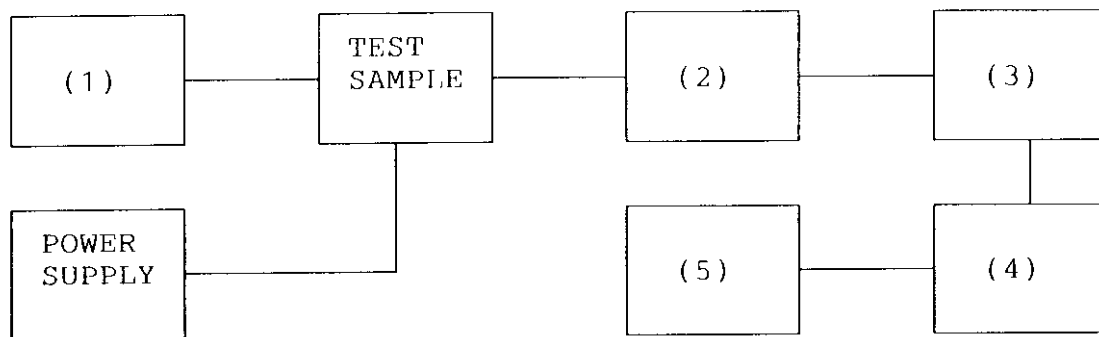 (1)
TEST
SAMPLE
(2)
(3)
POWER
SUPPLY
(5)
(4)